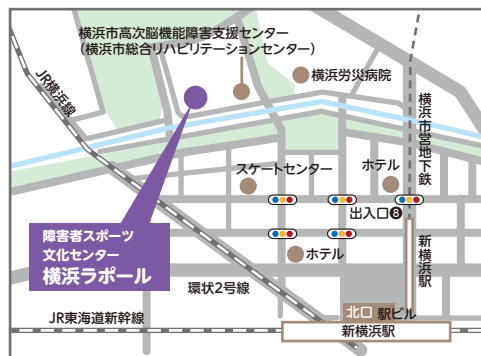 横浜市高次脳機能障害支援センター
（横浜市総合リハビリテーションセンター）
横浜労災病院
JR横浜線
横浜市営地下鉄
スケートセンター
ホテル
出入口❽
障害者スポーツ
文化センター
横浜ラポール
ホテル
新横浜駅
環状2号線
北口 駅ビル
JR東海道新幹線
新横浜駅